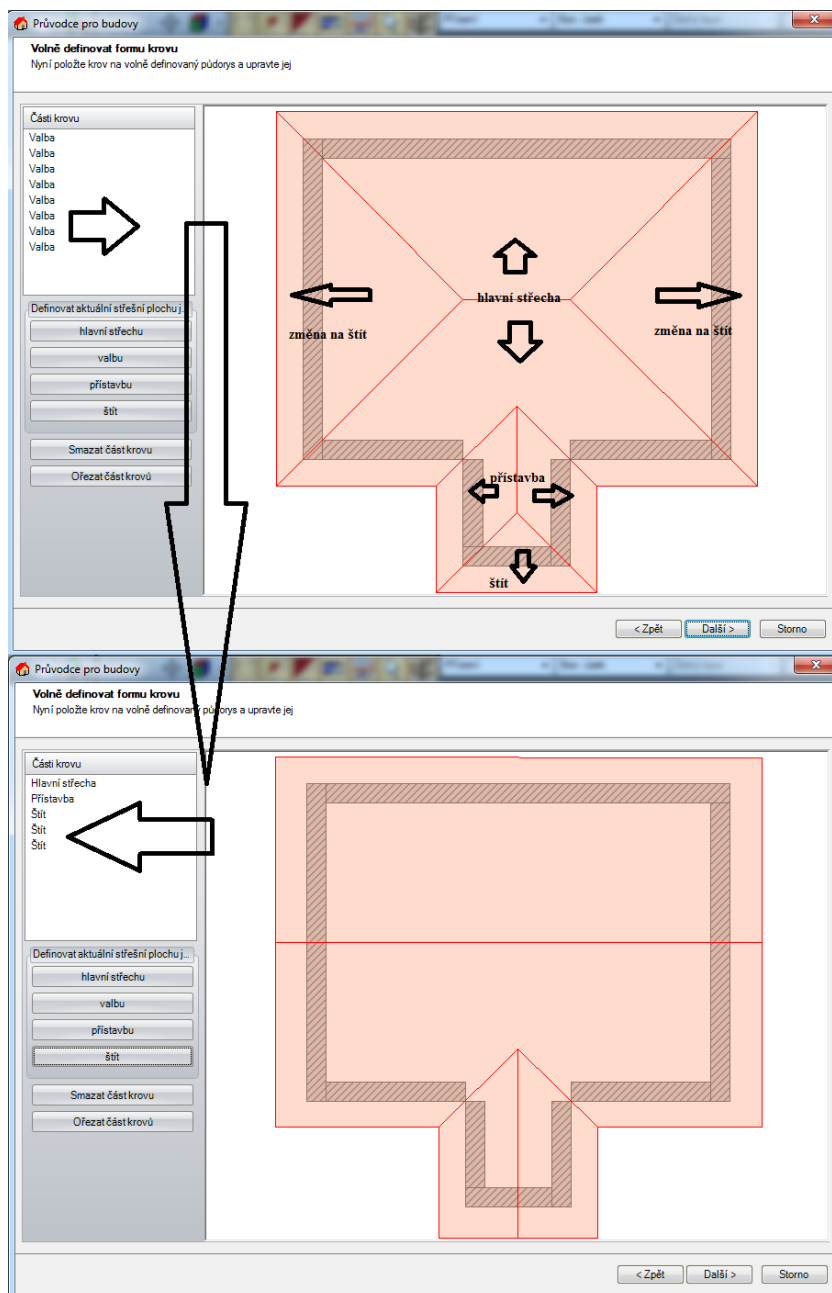 Průvodce pro budovy
Volně definovat formu krovu
Nyní položte krov na volně definovaný půdorys a upravte jej
Části krovu
Valba
Valba
Valba
Valba
Valba
Valba
Valba
Valba
Definovat aktuální střešní plochu j...
hlavní střechu
valbu
přístavbu
štít
Smazat část krovu
Ořezat část krovů
hlavní střecha
změna na štít
změna na štít
přístavba
štít
< Zpět
Další >
Storno
Průvodce pro budovy
Volně definovat formu krovu
Nyní položte krov na volně definovaný půdorys a upravte jej
Části krovu
Hlavní střecha
Přístavba
Štít
Štít
Štít
Definovat aktuální střešní plochu j...
hlavní střechu
valbu
přístavbu
štít
Smazat část krovu
Ořezat část krovů
< Zpět
Další >
Storno